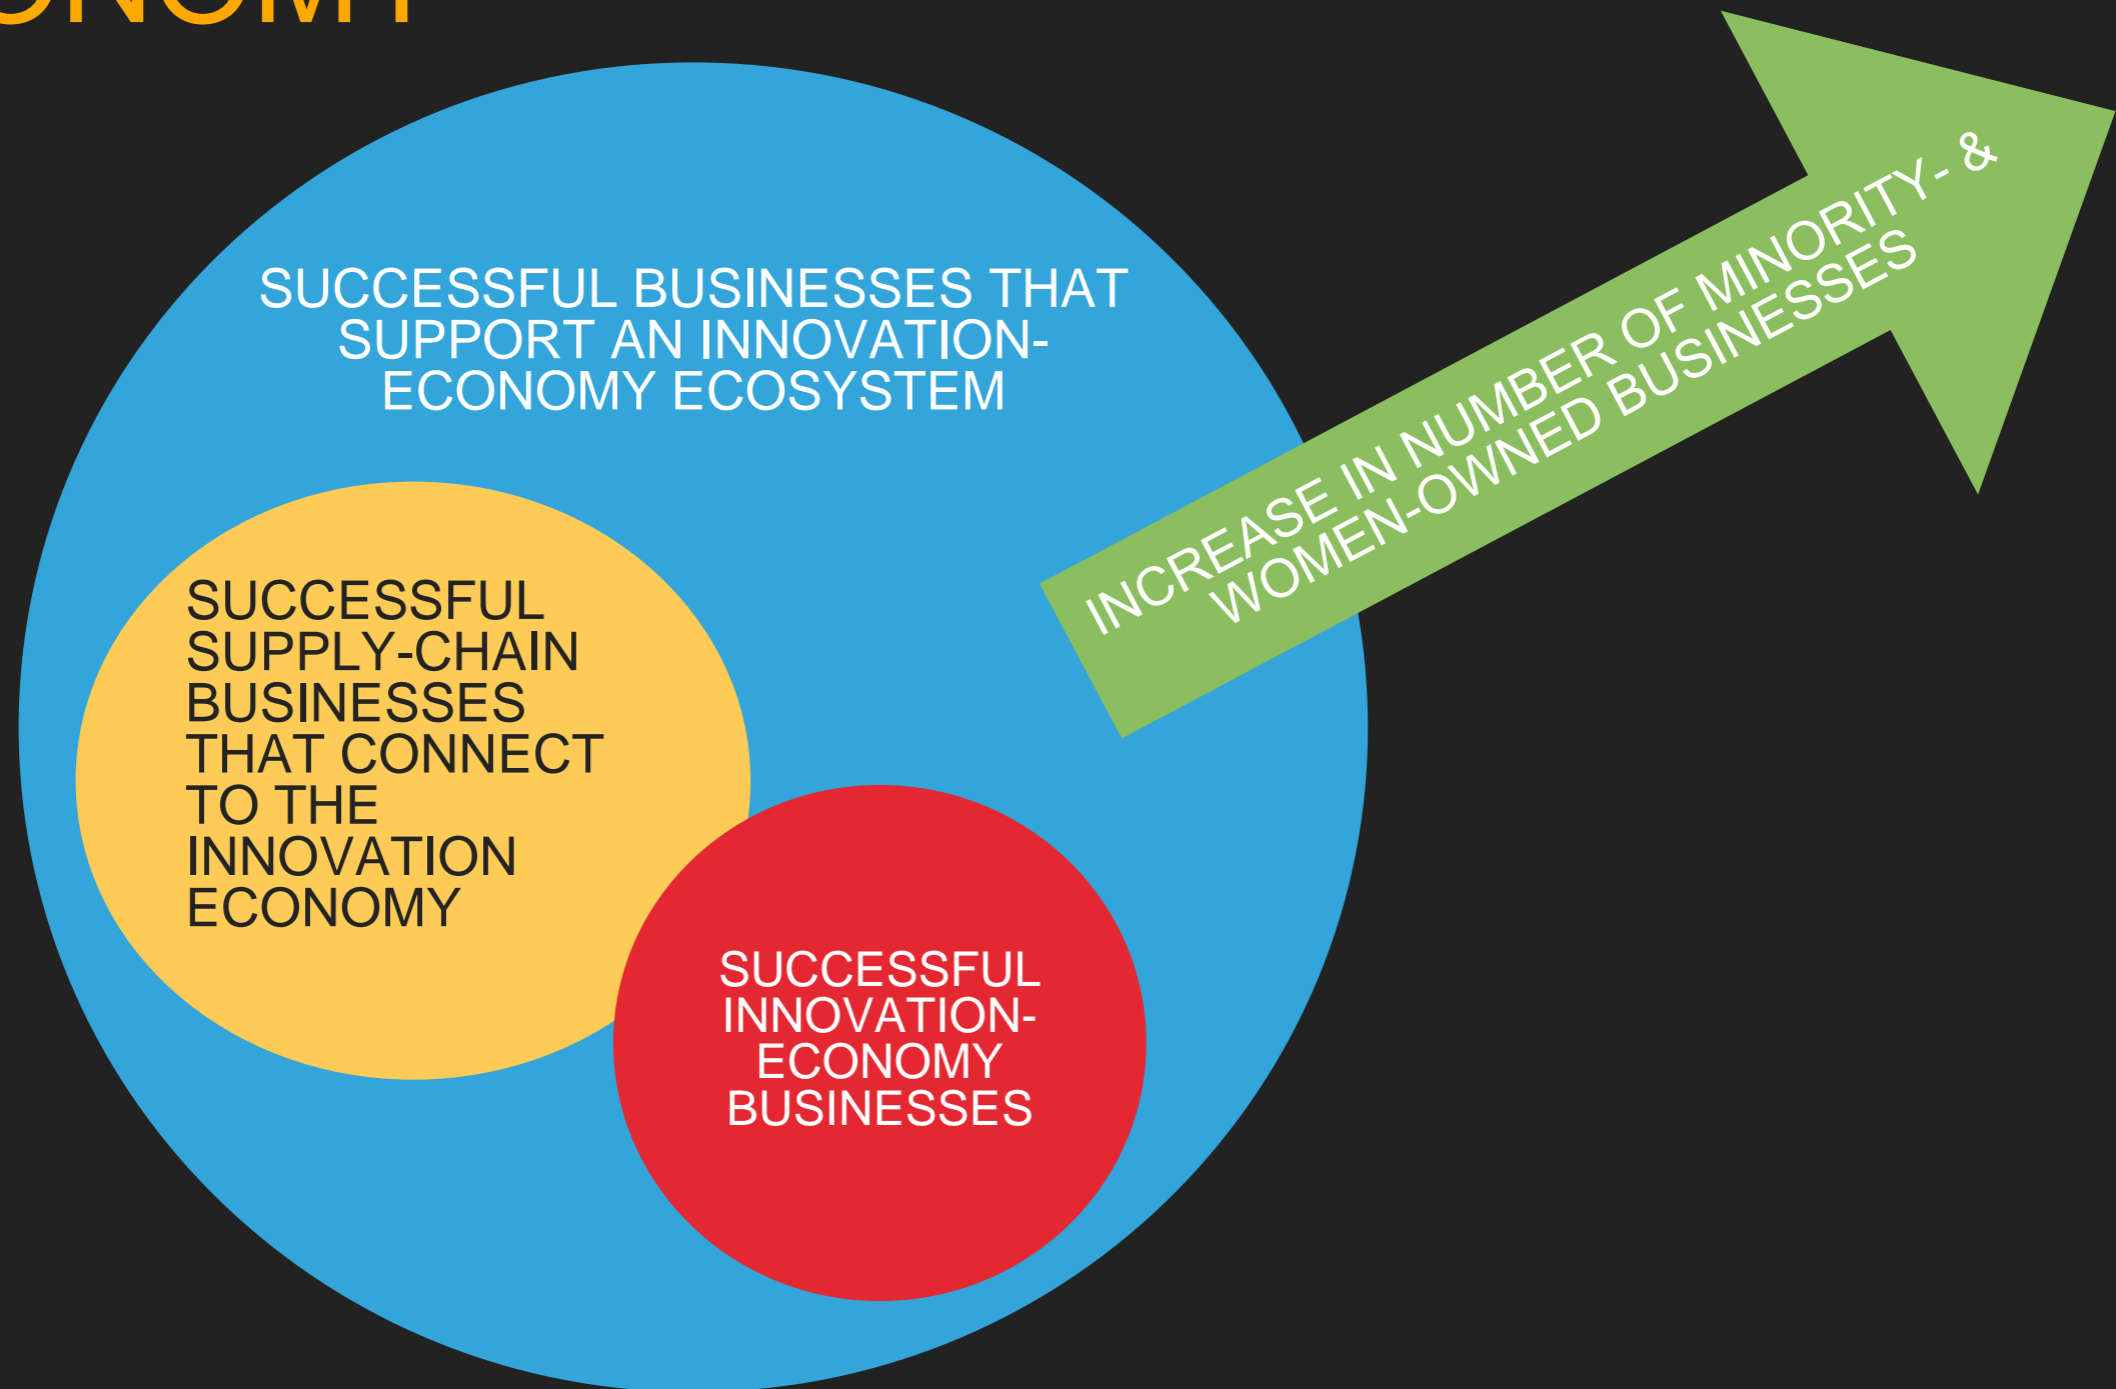 SUCCESSFUL BUSINESSES THAT
SUPPORT AN INNOVATION-
ECONOMY ECOSYSTEM
INCREASE IN NUMBER OF MINORITY- &
WOMEN-OWNED BUSINESSES
SUCCESSFUL
SUPPLY-CHAIN
BUSINESSES
THAT CONNECT
TO THE
INNOVATION
ECONOMY
SUCCESSFUL
INNOVATION-
ECONOMY
BUSINESSES